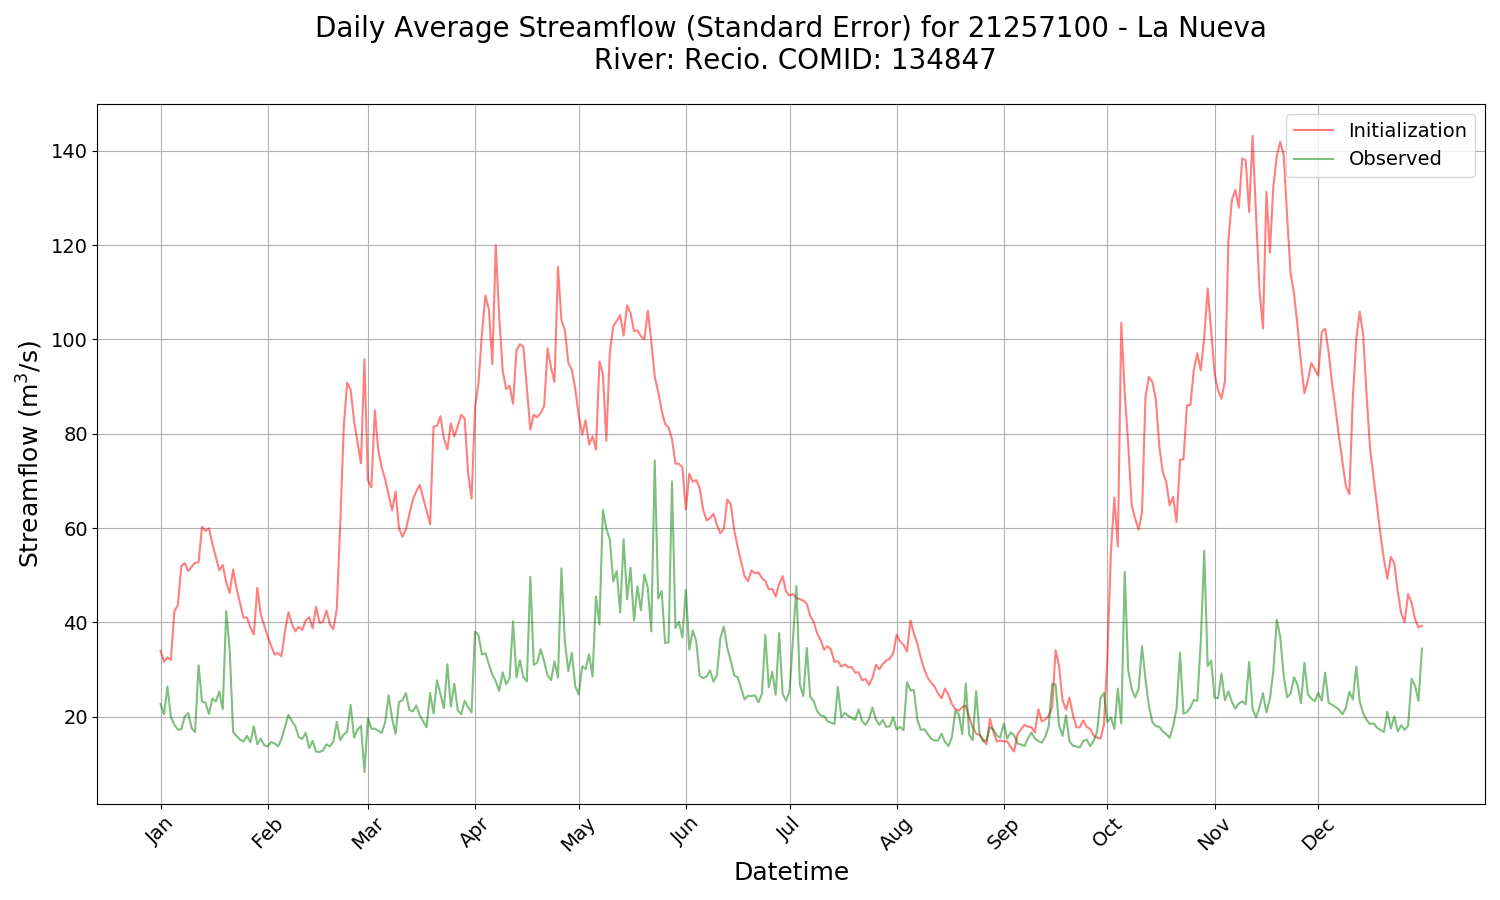 Daily Average Streamflow (Standard Error) for 21257100 - La Nueva
River: Recio. COMID: 134847
Initialization
Observed
Streamflow (m³/s)
140
120
100
80
60
40
20
Jan Feb Mar Apr May Jun Jul Aug Sep Oct Nov Dec
Datetime